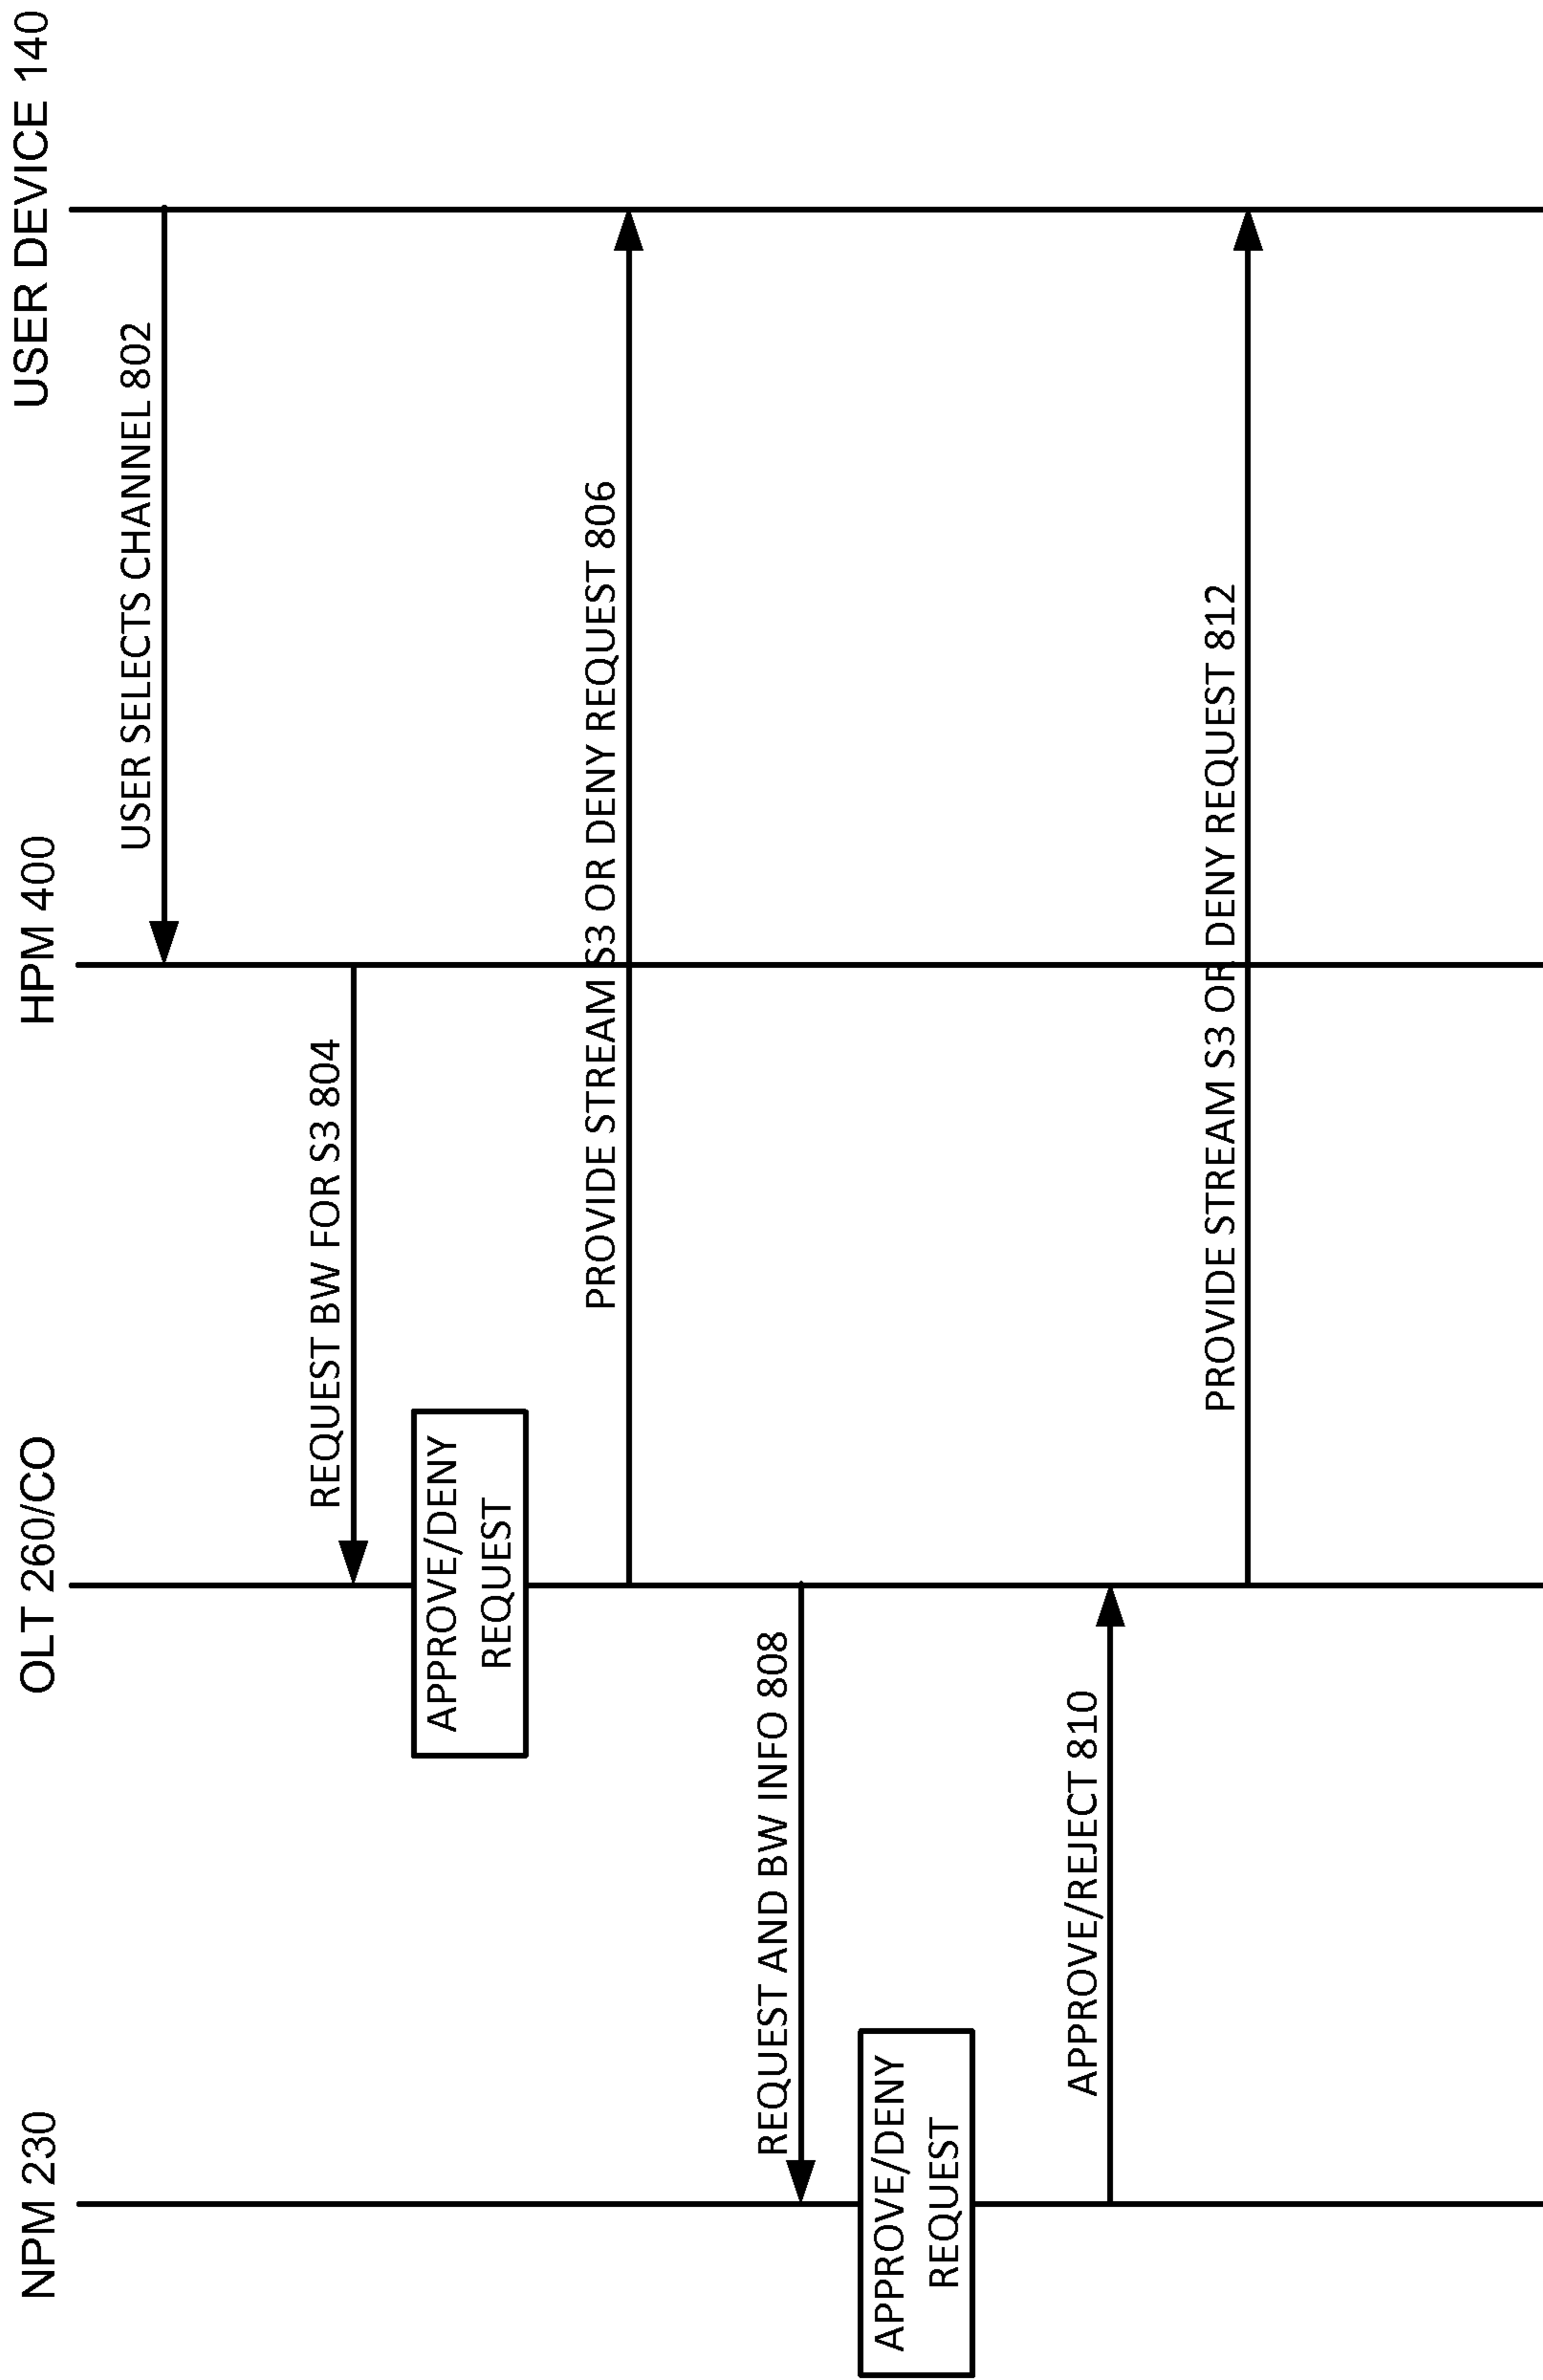 NPM 230
OLT 260/CO
HPM 400
USER DEVICE 140
USER SELECTS CHANNEL 802
REQUEST BW FOR S3 804
APPROVE/DENY
REQUEST
PROVIDE STREAM S3 OR DENY REQUEST 806
REQUEST AND BW INFO 808
APPROVE/DENY
REQUEST
APPROVE/REJECT 810
PROVIDE STREAM S3 OR DENY REQUEST 812